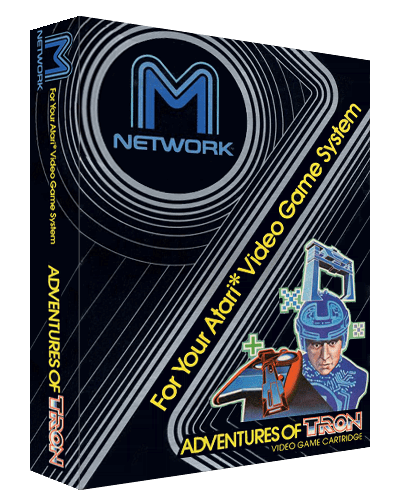 M
NETWORK
For Your Atari* Video Game System
ADVENTURES OF TRON
M
NETWORK
For Your Atari* Video Game System
ADVENTURES OF TRON
VIDEO GAME CARTRIDGE